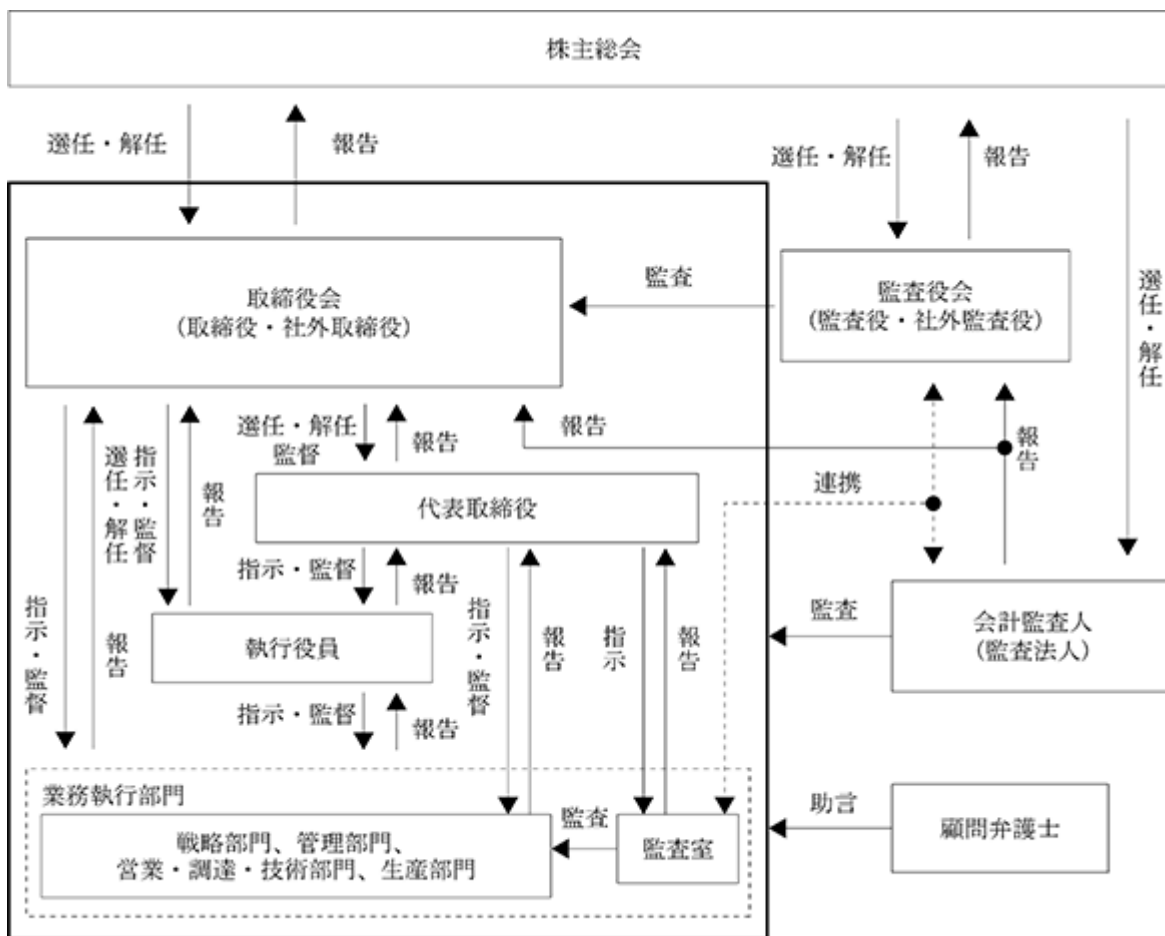 株主総会
選任・解任
報告
選任・解任
報告
選任・解任
取締役会
(取締役・社外取締役)
監査
監査役会
(監査役・社外監査役)
選任・解任
監督
報告
報告
報告
指示・監督
選任・解任
報告
連携
代表取締役
指示・監督
報告
指示・監督
報告
指示・監督
報告
指示
報告
執行役員
監査
会計監査人
(監査法人)
指示・監督
報告
業務執行部門
戦略部門、管理部門、
営業・調達・技術部門、生産部門
監査
監査室
助言
顧問弁護士